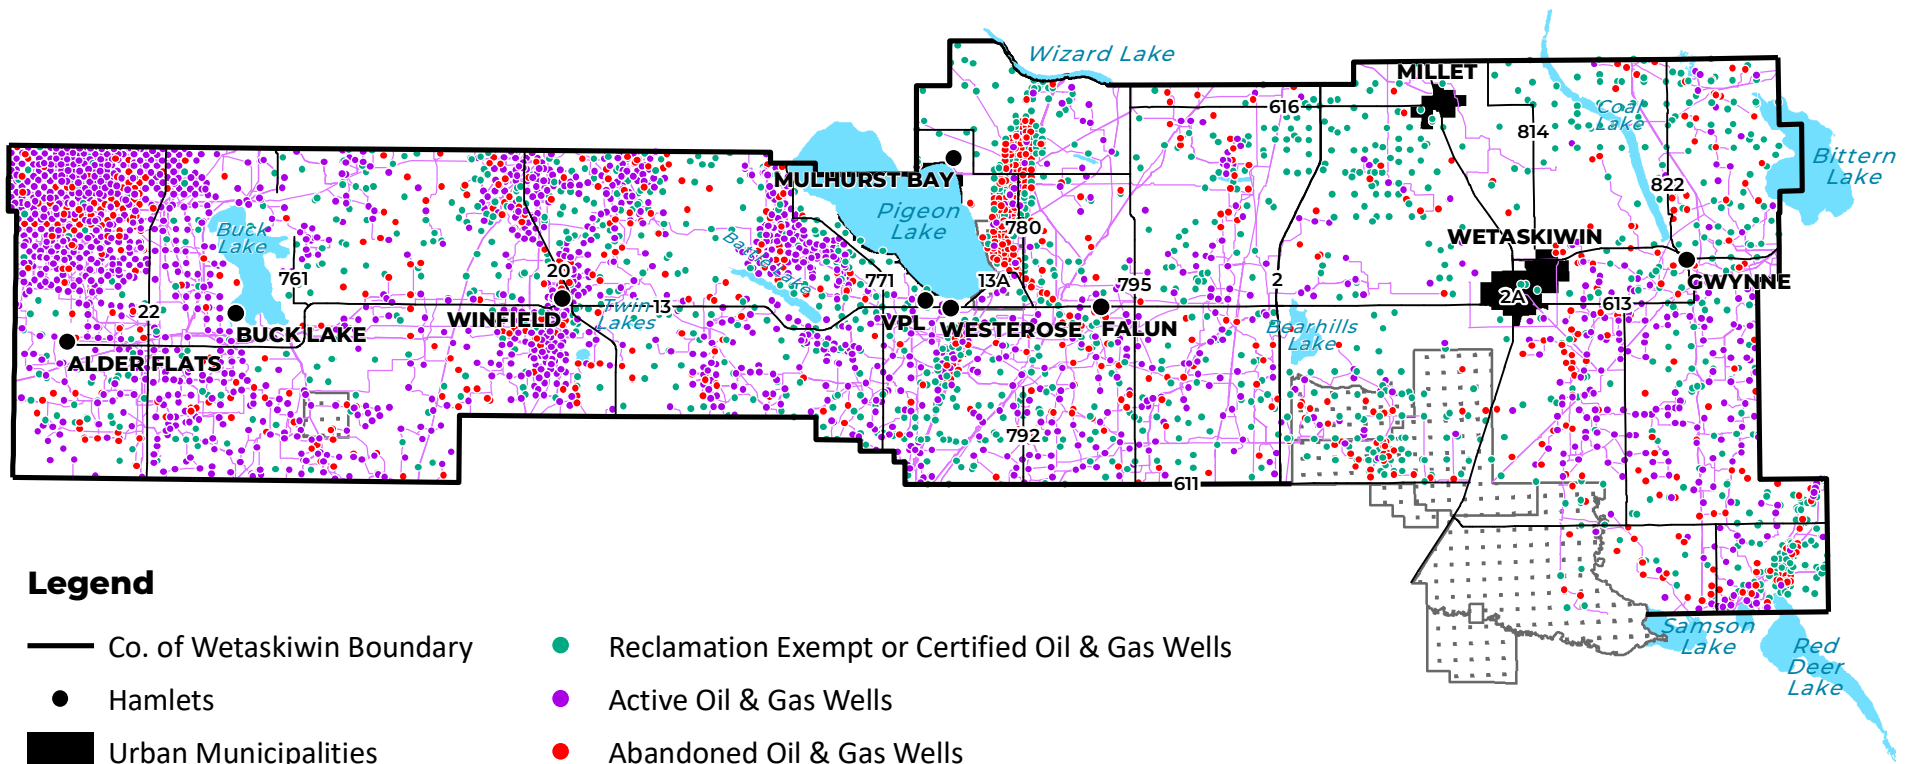 Wizard Lake
MILLET
616
Coal
Lake
814
Bittern
Lake
MULHURST BAY
822
Pigeon
Lake
Buck
Lake
780
WETASKIWIN
Battle Lake
761
20
771
13A
795
2
GWYNNE
2A
613
22
WINFIELD
Twin
Lakes
13
BUCK LAKE
VPL
WESTEROSE
FALUN
Bearhills
Lake
ALDER FLATS
792
611
Legend
Samson
Lake
Red
Deer
Lake
Co. of Wetaskiwin Boundary
Reclamation Exempt or Certified Oil & Gas Wells
Hamlets
Active Oil & Gas Wells
Urban Municipalities
Abandoned Oil & Gas Wells